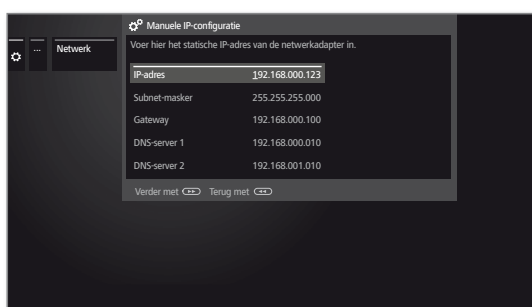 Manuele IP-configuratie
... Netwerk
Voer hier het statische IP-adres van de netwerkadapter in.
IP-adres 192.168.000.123
Subnet-masker 255.255.255.000
Gateway 192.168.000.100
DNS-server 1 192.168.000.010
DNS-server 2 192.168.001.010
Verder met Terug met